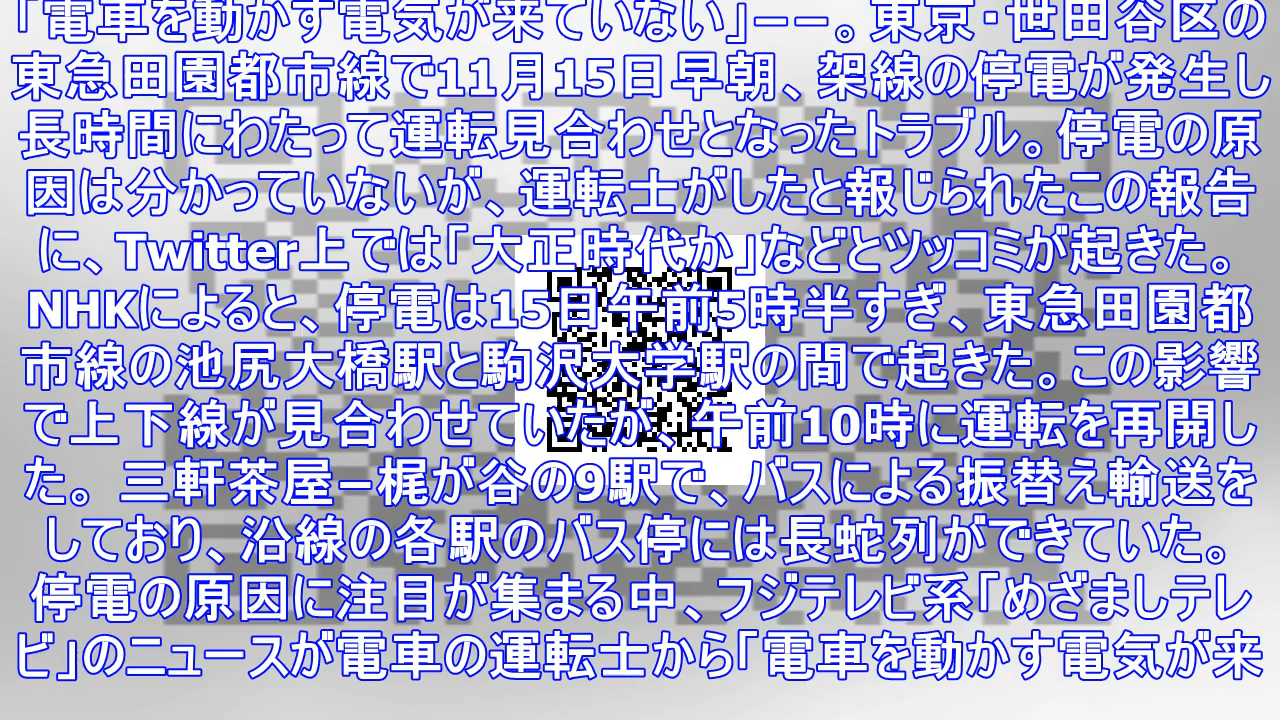 「電車を動かす電気が来ていない」−−。東京・世田谷区の
東急田園都市線で11月15日早朝、架線の停電が発生し
長時間にわたって運転見合わせとなったトラブル。停電の原
因は分かっていないが、運転士がしたと報じられたこの報告
に、Twitter上では「大正時代か」などとツッコミが起きた。
NHKによると、停電は15日午前5時半すぎ、東急田園都
市線の池尻大橋駅と駒沢大学駅の間で起きた。この影響
で上下線が見合わせていたが、午前10時に運転を再開し
た。三軒茶屋−梶が谷の9駅で、バスによる振替え輸送を
しており、沿線の各駅のバス停には長蛇列ができていた。
停電の原因に注目が集まる中、フジテレビ系「めざましテレ
ビ」のニュースが電車の運転士から「電車を動かす電気が来